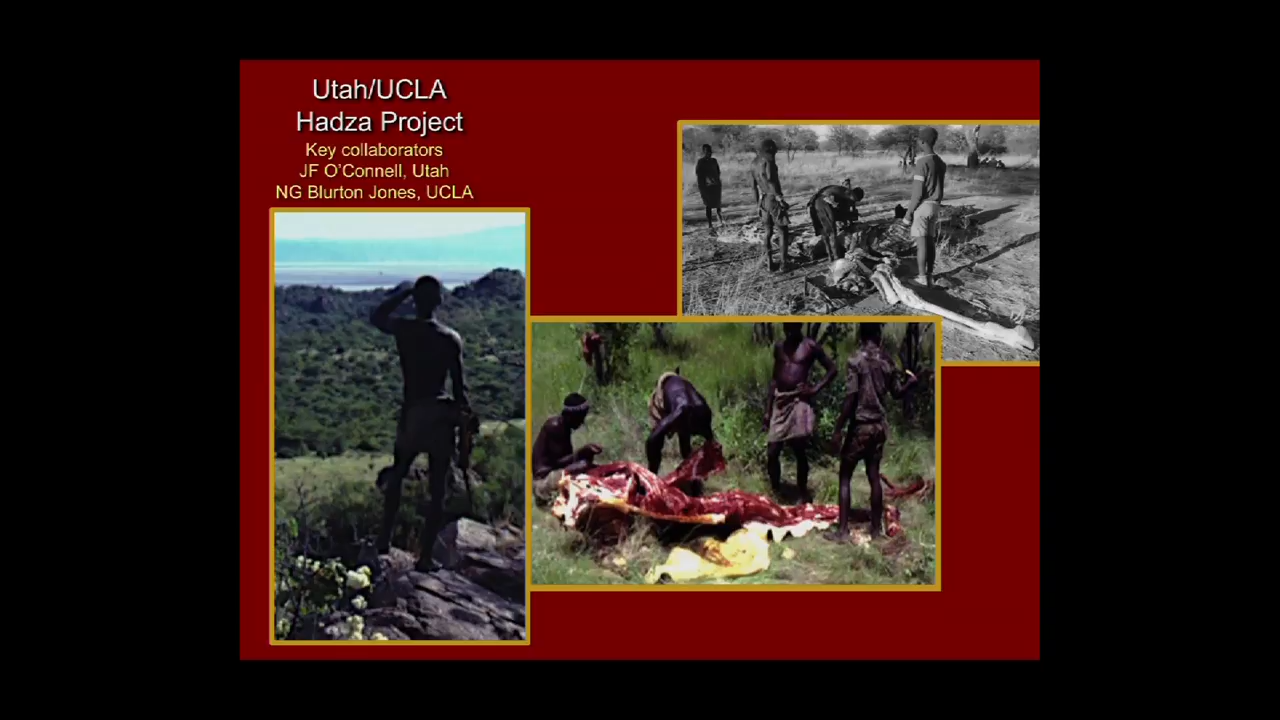 Utah/UCLA
Hadza Project
Key collaborators
JF O'Connell, Utah
NG Blurton Jones, UCLA